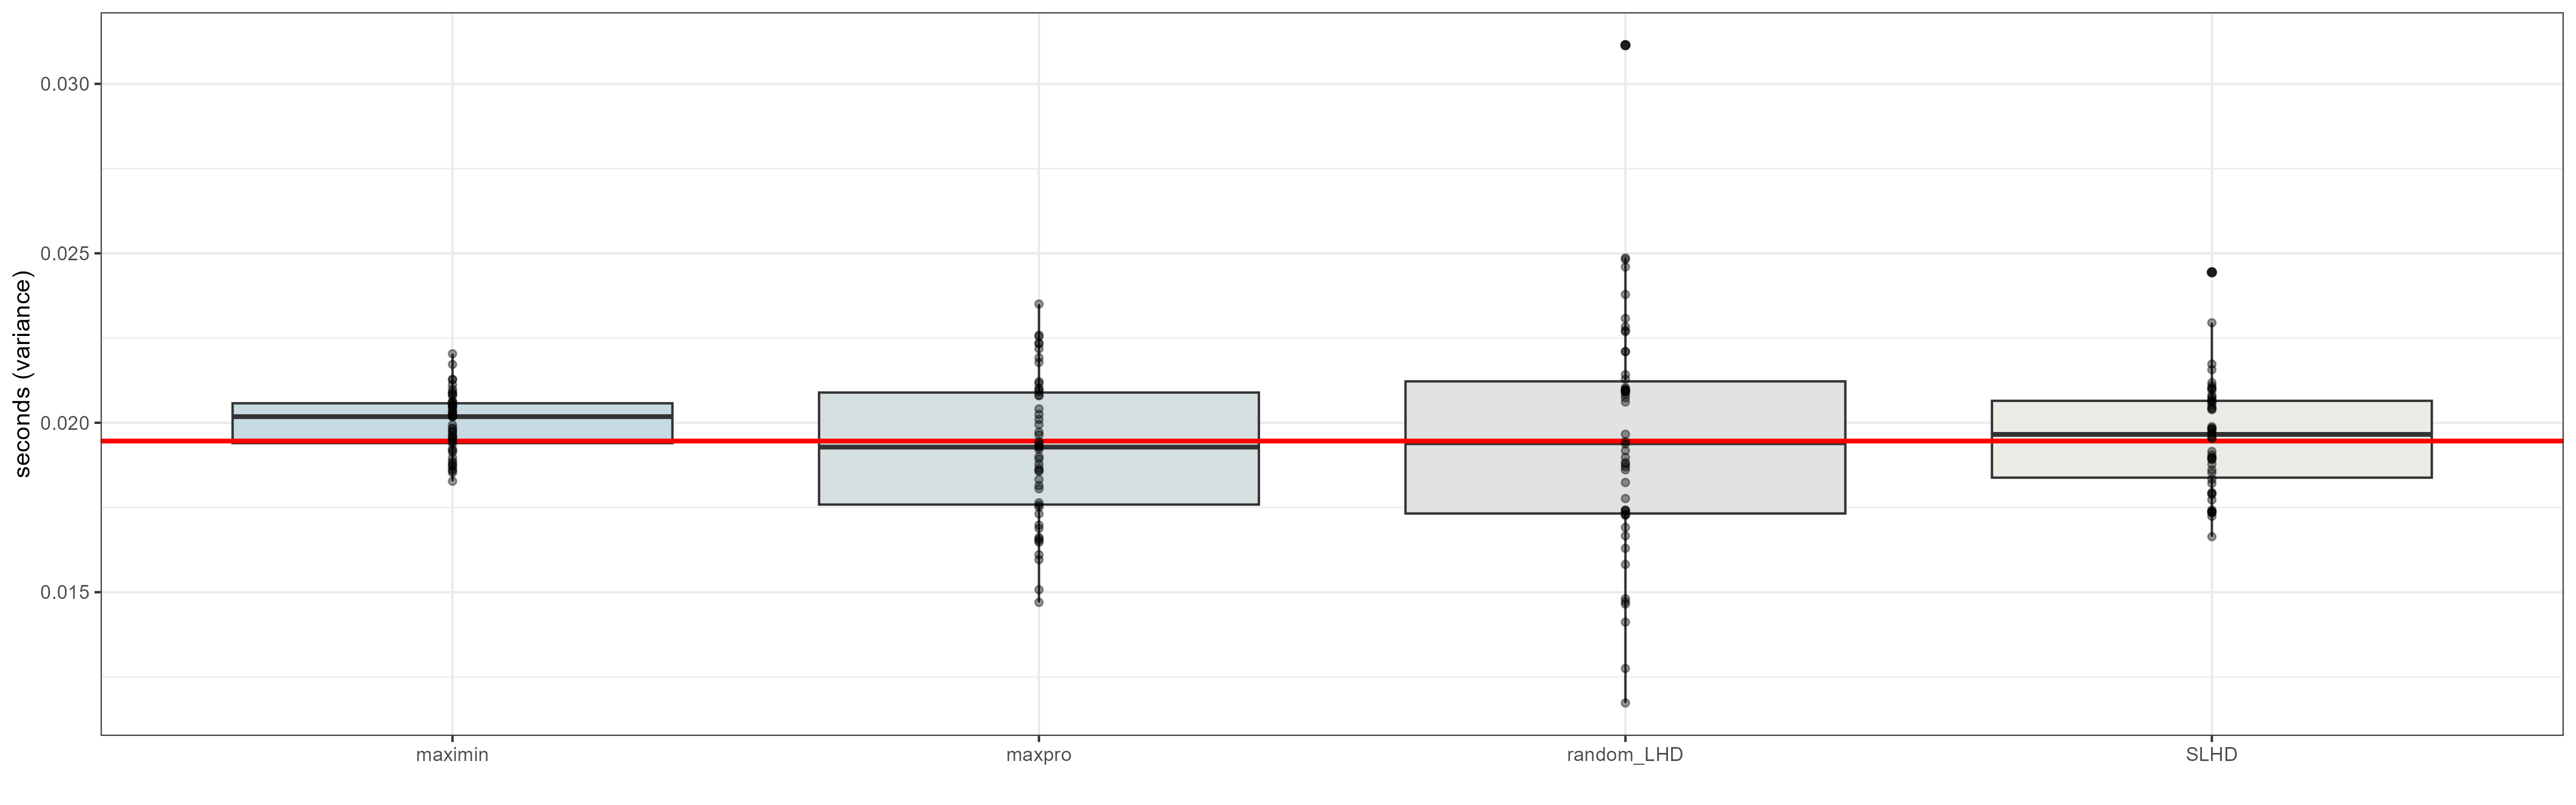 seconds (variance)
0.030
0.025
0.020
0.015
maximin
maxpro
random_LHD
SLHD